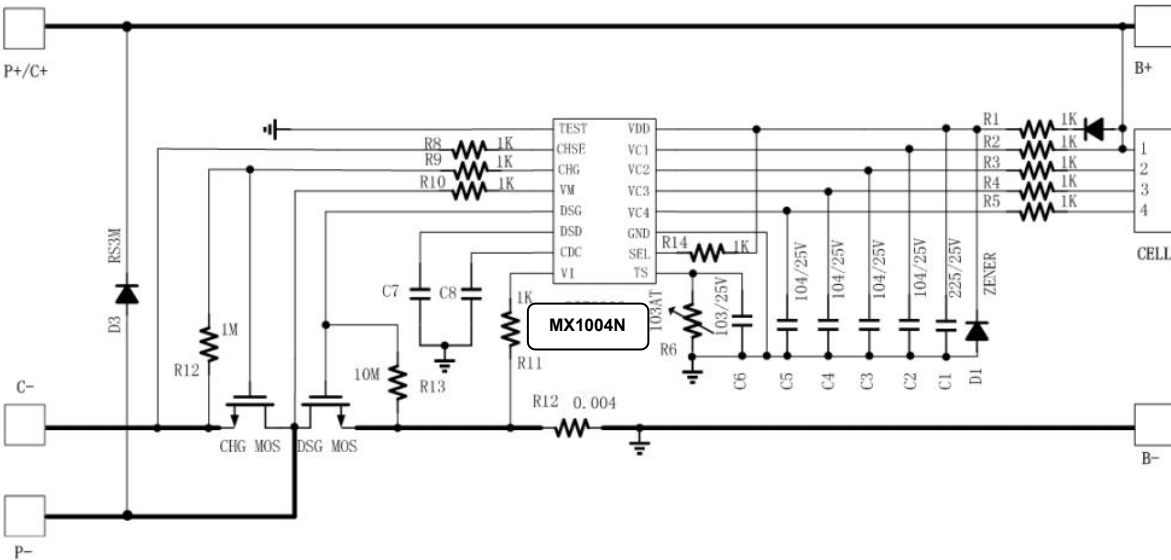 P+/C+
B+
TEST VDD R1 1K
R8 1K CHSE VC1 R2 1K 1
R9 1K CHG VC2 R3 1K 2
R10 1K VM VC3 R4 1K 3
DSG VC4 R5 1K 4
DSD GND
CDC SEL R14 1K
VI TS
CELL
RS3M
D3
1M
R12
C7
C8
1K
R11
MX1004N
103AT
R6
103/25V
104/25V
104/25V
104/25V
104/25V
225/25V
ZENER
C6
C5
C4
C3
C2
C1
D1
10M
R13
C-
R12 0.004
CHG MOS
DSG MOS
B-
P-